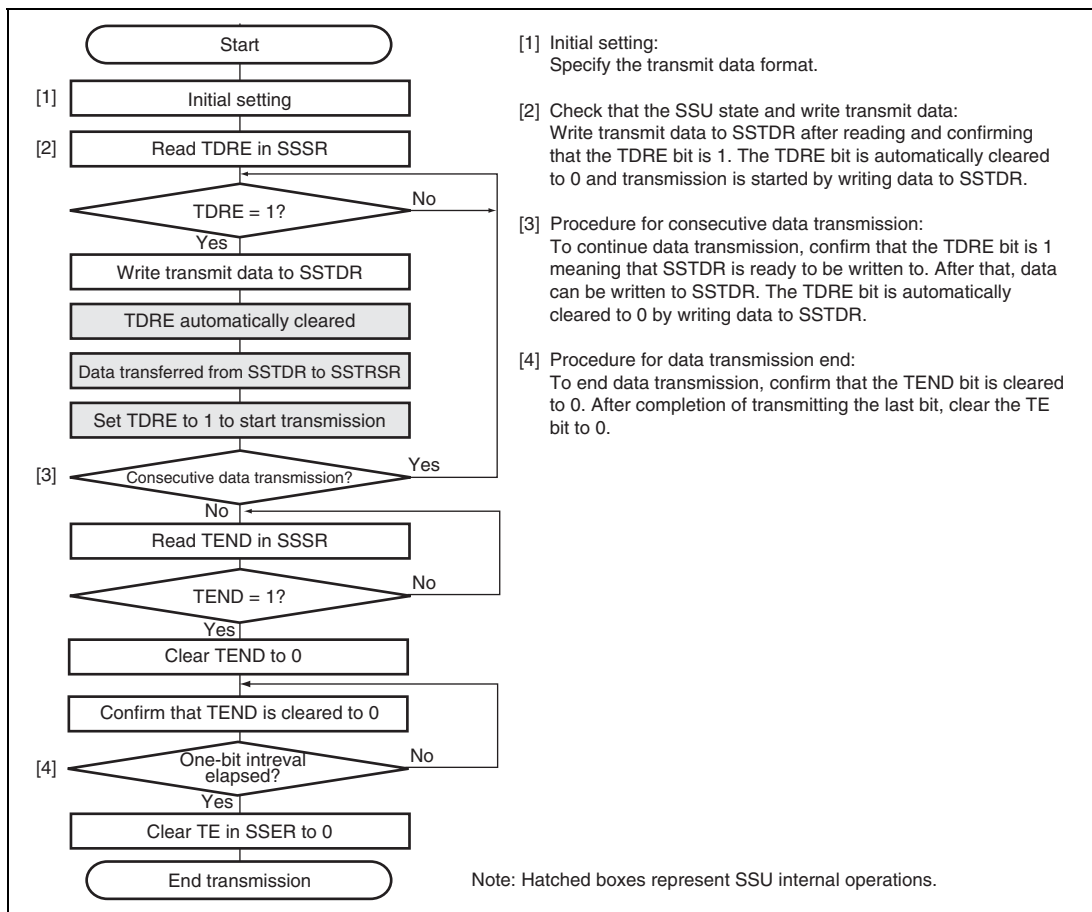 Start
[1] Initial setting
[2] Read TDRE in SSSR
TDRE = 1?
No
Yes
Write transmit data to SSTDR
TDRE automatically cleared
Data transferred from SSTDR to SSTRSR
Set TDRE to 1 to start transmission
[3] Consecutive data transmission?
Yes
No
Read TEND in SSSR
TEND = 1?
No
Yes
Clear TEND to 0
Confirm that TEND is cleared to 0
[4] One-bit intreval
elapsed?
No
Yes
Clear TE in SSER to 0
End transmission
[1] Initial setting:
Specify the transmit data format.
[2] Check that the SSU state and write transmit data:
Write transmit data to SSTDR after reading and confirming
that the TDRE bit is 1. The TDRE bit is automatically cleared
to 0 and transmission is started by writing data to SSTDR.
[3] Procedure for consecutive data transmission:
To continue data transmission, confirm that the TDRE bit is 1
meaning that SSTDR is ready to be written to. After that, data
can be written to SSTDR. The TDRE bit is automatically
cleared to 0 by writing data to SSTDR.
[4] Procedure for data transmission end:
To end data transmission, confirm that the TEND bit is cleared
to 0. After completion of transmitting the last bit, clear the TE
bit to 0.
Note: Hatched boxes represent SSU internal operations.